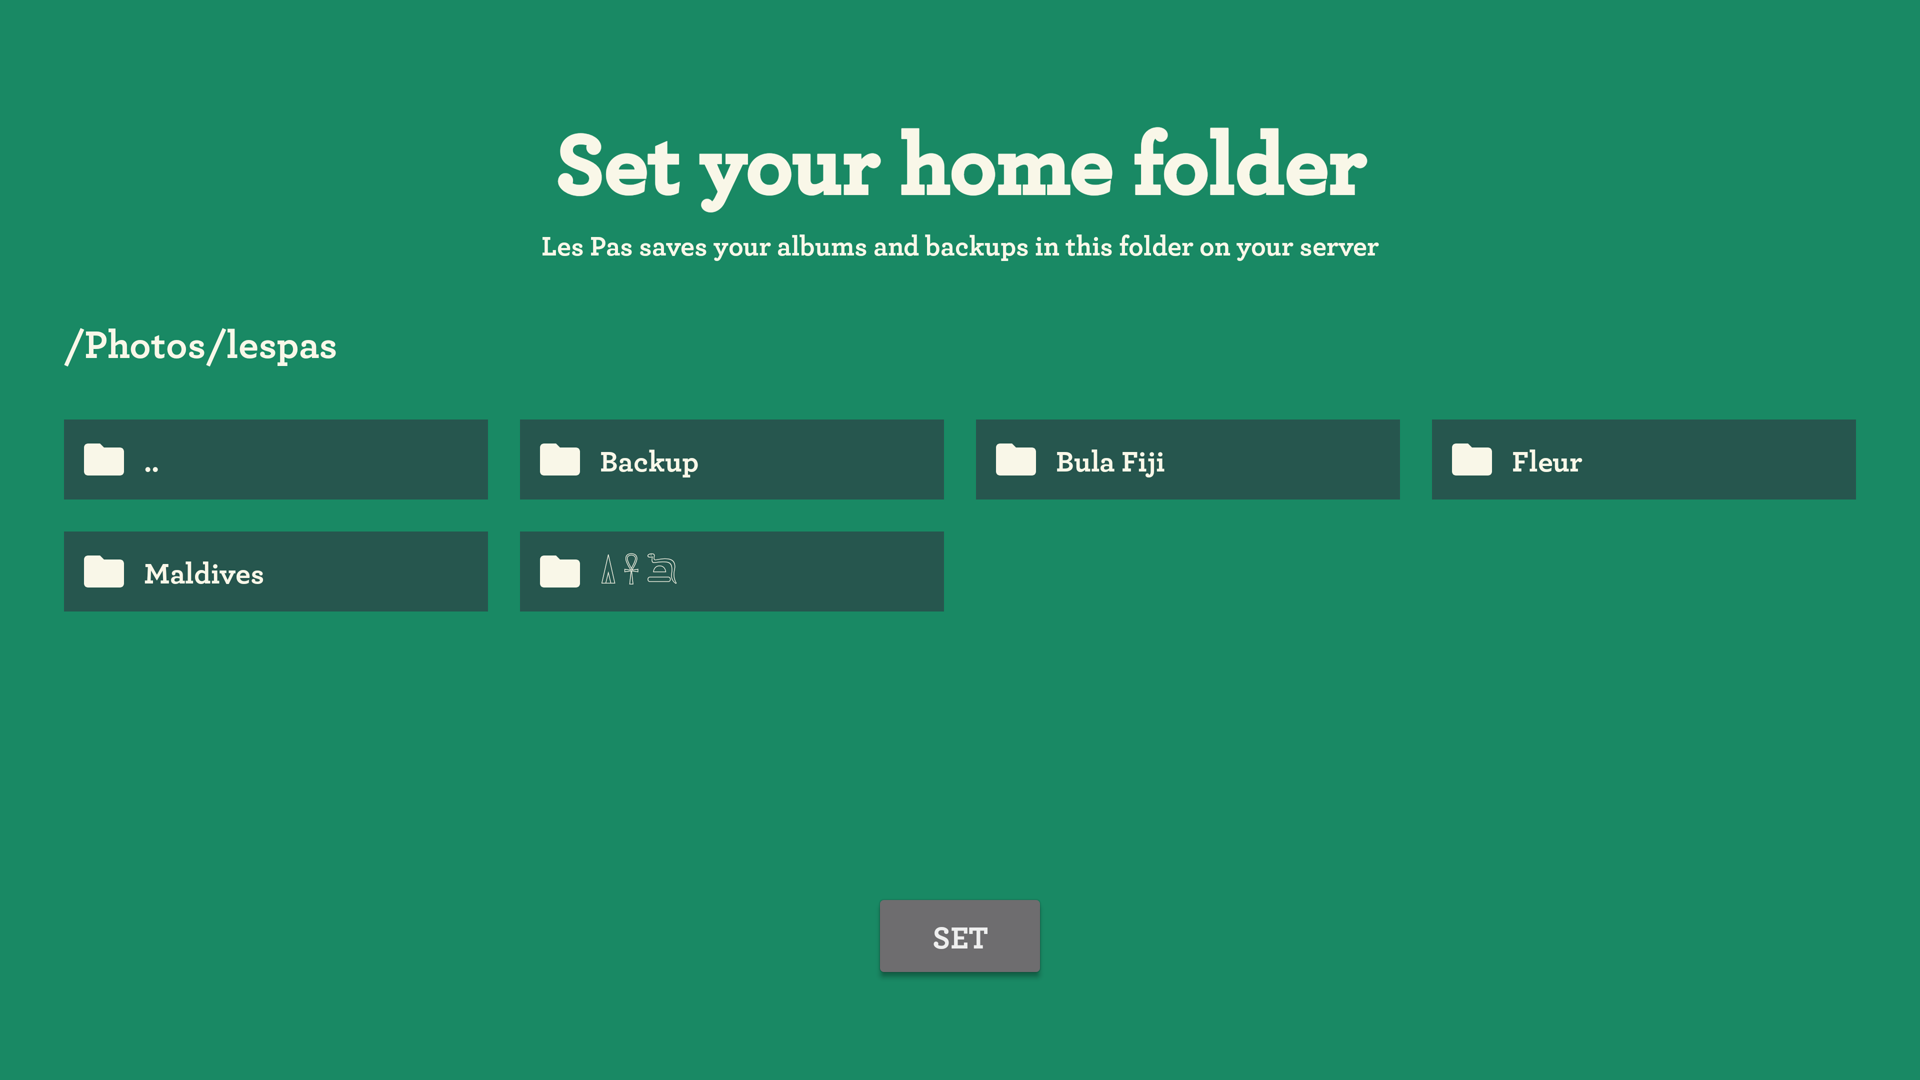 Set your home folder
Les Pas saves your albums and backups in this folder on your server
/Photos/lespas
..
Backup
Bula Fiji
Fleur
Maldives
𓉴𓋹𓆖
SET